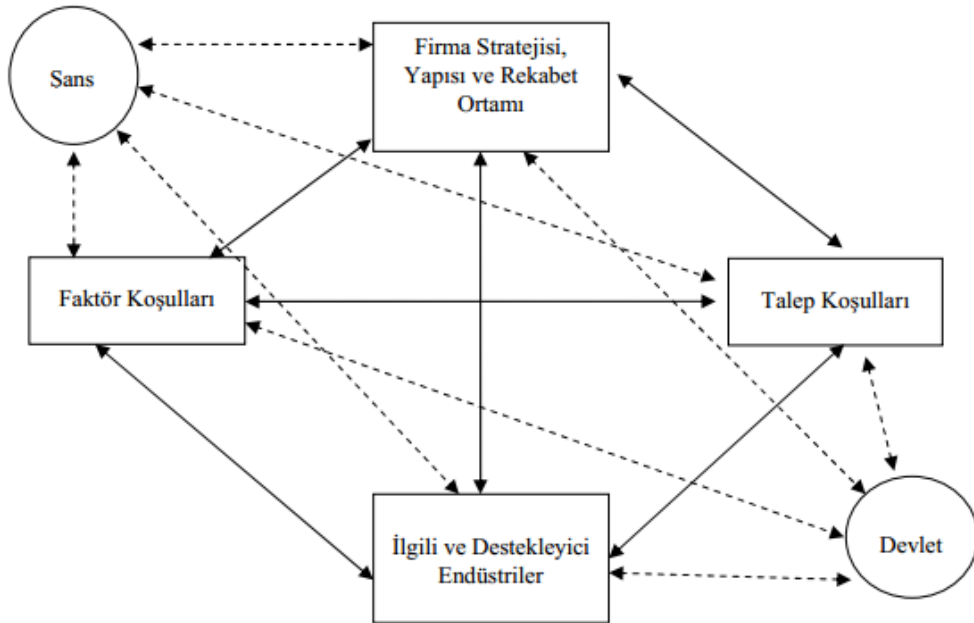 Şans
Firma Stratejisi,
Yapısı ve Rekabet
Ortamı
Faktör Koşulları
Talep Koşulları
İlgili ve Destekleyici
Endüstriler
Devlet